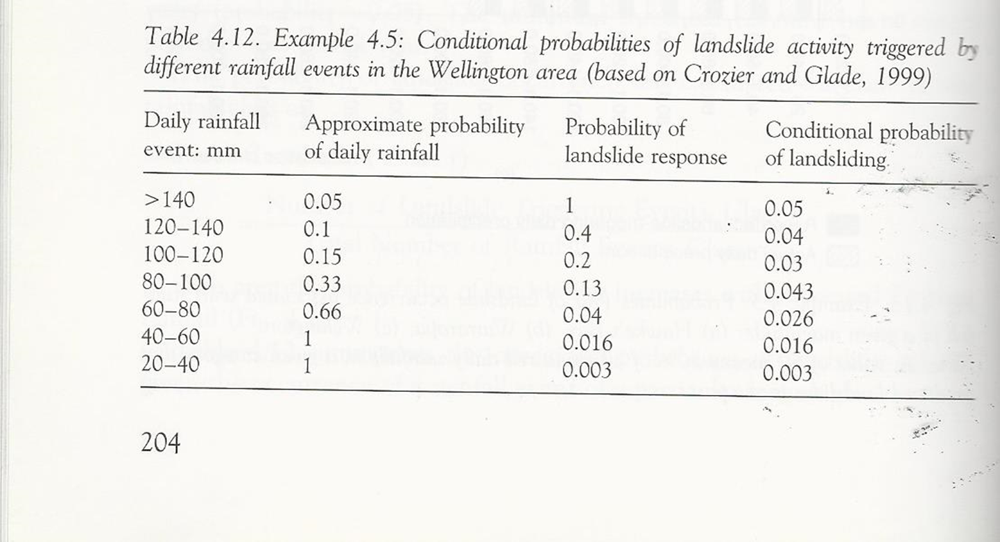 Table 4.12. Example 4.5: Conditional probabilities of landslide activity triggered by
different rainfall events in the Wellington area (based on Crozier and Glade, 1999)
Daily rainfall Approximate probability Probability of Conditional probability
event: mm of daily rainfall landslide response of landsliding
>140 0.05 1 0.05
120–140 0.1 0.4 0.04
100–120 0.15 0.2 0.03
80–100 0.33 0.13 0.043
60–80 0.66 0.04 0.026
40–60 1 0.016 0.016
20–40 1 0.003 0.003
204